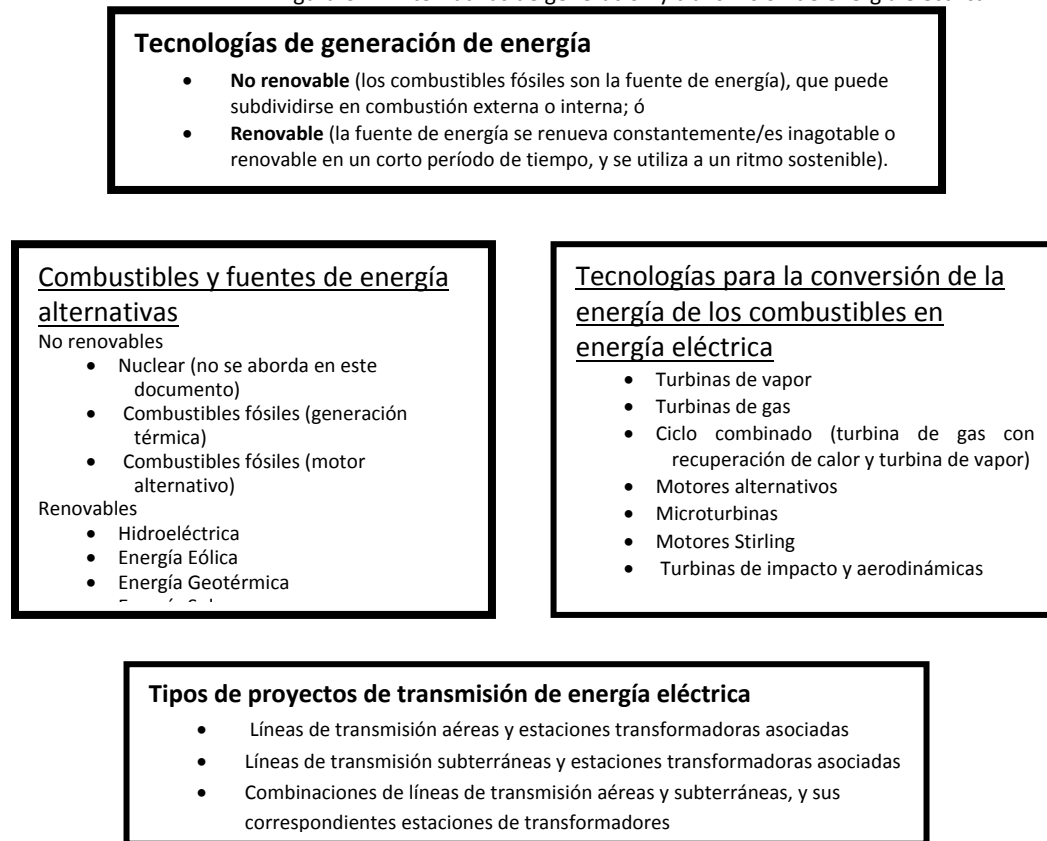 Tecnologías de generación de energía
• No renovable (los combustibles fósiles son la fuente de energía), que puede
subdividirse en combustión externa o interna; ó
• Renovable (la fuente de energía se renueva constantemente/es inagotable o
renovable en un corto período de tiempo, y se utiliza a un ritmo sostenible).
Combustibles y fuentes de energía
alternativas
No renovables
• Nuclear (no se aborda en este
documento)
• Combustibles fósiles (generación
térmica)
• Combustibles fósiles (motor
alternativo)
Renovables
• Hidroeléctrica
• Energía Eólica
• Energía Geotérmica
Tecnologías para la conversión de la
energía de los combustibles en
energía eléctrica
• Turbinas de vapor
• Turbinas de gas
• Ciclo combinado (turbina de gas con
recuperación de calor y turbina de vapor)
• Motores alternativos
• Microturbinas
• Motores Stirling
• Turbinas de impacto y aerodinámicas
Tipos de proyectos de transmisión de energía eléctrica
• Líneas de transmisión aéreas y estaciones transformadoras asociadas
• Líneas de transmisión subterráneas y estaciones transformadoras asociadas
• Combinaciones de líneas de transmisión aéreas y subterráneas, y sus
correspondientes estaciones de transformadores